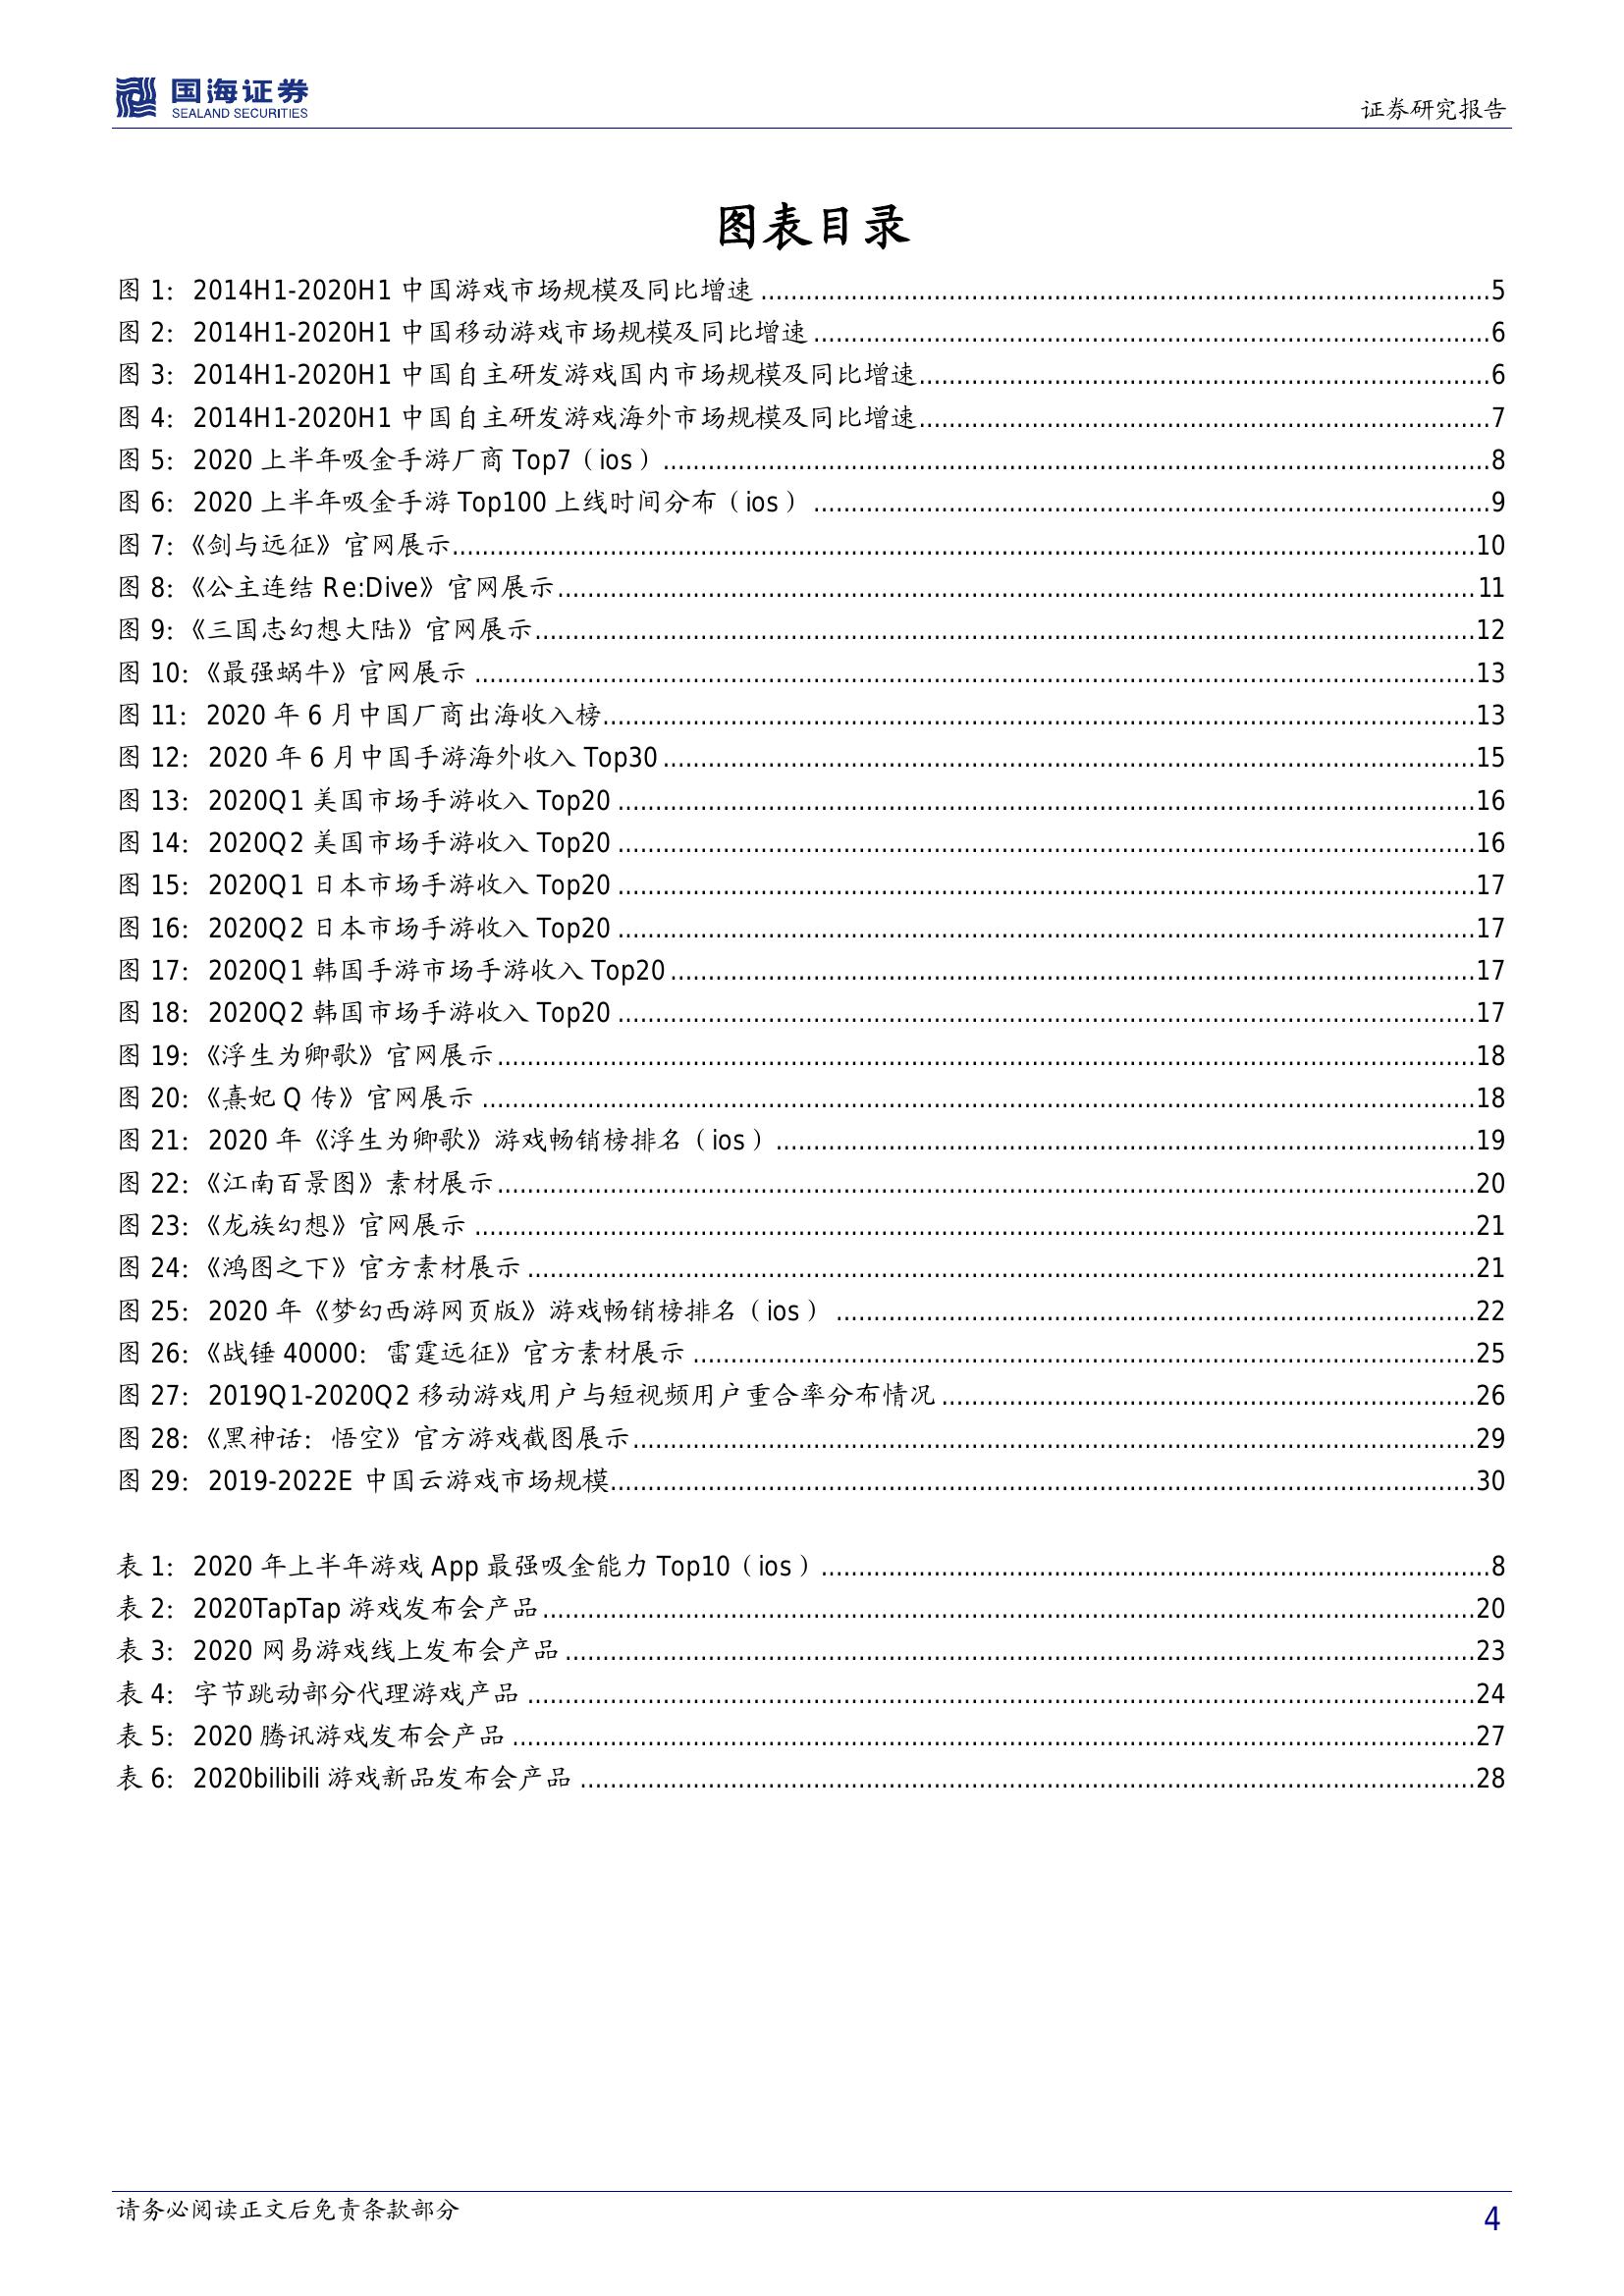 国海证券
SEALAND SECURITIES
证券研究报告
图表目录
图 1: 2014H1-2020H1 中国游戏市场规模及同比增速 ........ 5
图 2: 2014H1-2020H1 中国移动游戏市场规模及同比增速 ........ 6
图 3: 2014H1-2020H1 中国自主研发游戏国内市场规模及同比增速 ........ 6
图 4: 2014H1-2020H1 中国自主研发游戏海外市场规模及同比增速 ........ 7
图 5: 2020 上半年吸金手游厂商 Top7（ios） ........ 8
图 6: 2020 上半年吸金手游 Top100 上线时间分布（ios） ........ 9
图 7:《剑与远征》官网展示 ........ 10
图 8:《公主连结 Re:Dive》官网展示 ........ 11
图 9:《三国志幻想大陆》官网展示 ........ 12
图 10:《最强蜗牛》官网展示 ........ 13
图 11: 2020 年 6 月中国厂商出海收入榜 ........ 13
图 12: 2020 年 6 月中国手游海外收入 Top30 ........ 15
图 13: 2020Q1 美国市场手游收入 Top20 ........ 16
图 14: 2020Q2 美国市场手游收入 Top20 ........ 16
图 15: 2020Q1 日本市场手游收入 Top20 ........ 17
图 16: 2020Q2 日本市场手游收入 Top20 ........ 17
图 17: 2020Q1 韩国手游市场手游收入 Top20 ........ 17
图 18: 2020Q2 韩国市场手游收入 Top20 ........ 17
图 19:《浮生为卿歌》官网展示 ........ 18
图 20:《熹妃 Q 传》官网展示 ........ 18
图 21: 2020 年《浮生为卿歌》游戏畅销榜排名（ios） ........ 19
图 22:《江南百景图》素材展示 ........ 20
图 23:《龙族幻想》官网展示 ........ 21
图 24:《鸿图之下》官方素材展示 ........ 21
图 25: 2020 年《梦幻西游网页版》游戏畅销榜排名（ios） ........ 22
图 26:《战锤 40000: 雷霆远征》官方素材展示 ........ 25
图 27: 2019Q1-2020Q2 移动游戏用户与短视频用户重合率分布情况 ........ 26
图 28:《黑神话: 悟空》官方游戏截图展示 ........ 29
图 29: 2019-2022E 中国云游戏市场规模 ........ 30
表 1: 2020 年上半年游戏 App 最强吸金能力 Top10（ios） ........ 8
表 2: 2020TapTap 游戏发布会产品 ........ 20
表 3: 2020 网易游戏线上发布会产品 ........ 23
表 4: 字节跳动部分代理游戏产品 ........ 24
表 5: 2020 腾讯游戏发布会产品 ........ 27
表 6: 2020bilibili 游戏新品发布会产品 ........ 28
请务必阅读正文后免责条款部分
4